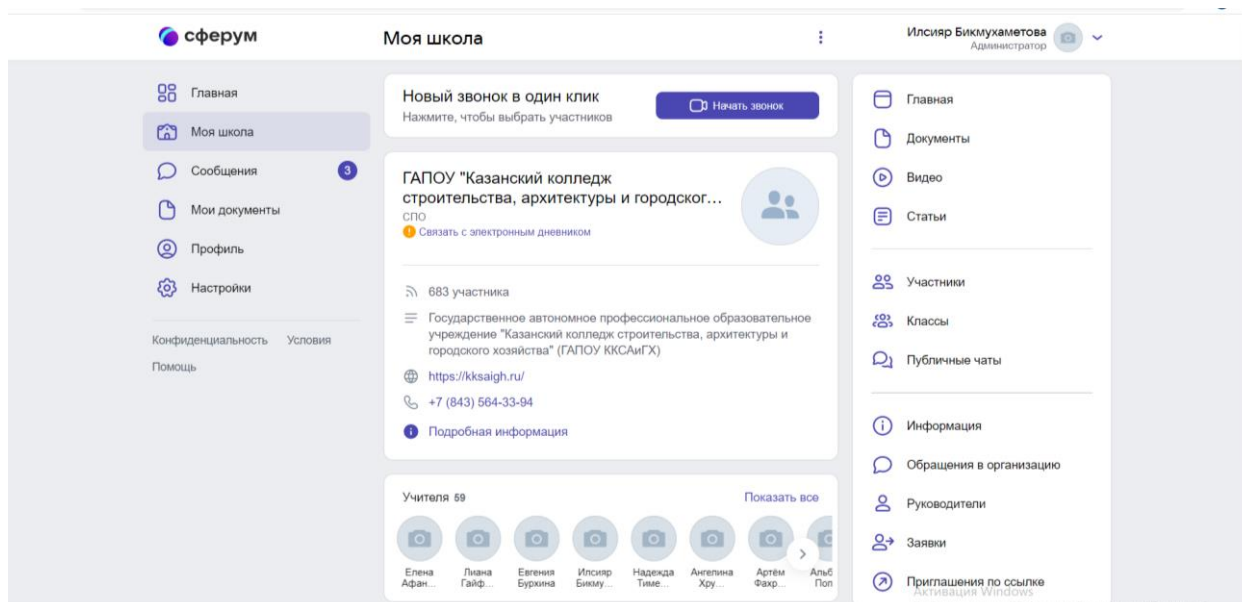 сферум
Моя школа
Илсияр Бикмухаметова
Администратор
Главная
Моя школа
Сообщения
3
Мои документы
Профиль
Настройки
Конфиденциальность Условия
Помощь
Новый звонок в один клик
Нажмите, чтобы выбрать участников
Начать звонок
ГАПОУ "Казанский колледж
строительства, архитектуры и городског...
СПО
Связать с электронным дневником
683 участника
Государственное автономное профессиональное образовательное
учреждение "Казанский колледж строительства, архитектуры и
городского хозяйства" (ГАПОУ ККСАиГХ)
https://kksaigh.ru/
+7 (843) 564-33-94
Подробная информация
Учителя 59
Показать все
Елена Лиана Евгения Илсияр Надежда Ангелина Артём Альб
Афан... Гайф... Буркина Бикму... Тиме... Хру... Фахр... Поп
Главная
Документы
Видео
Статьи
Участники
Классы
Публичные чаты
Информация
Обращения в организацию
Руководители
Заявки
Приглашения по ссылке
Активация Windows